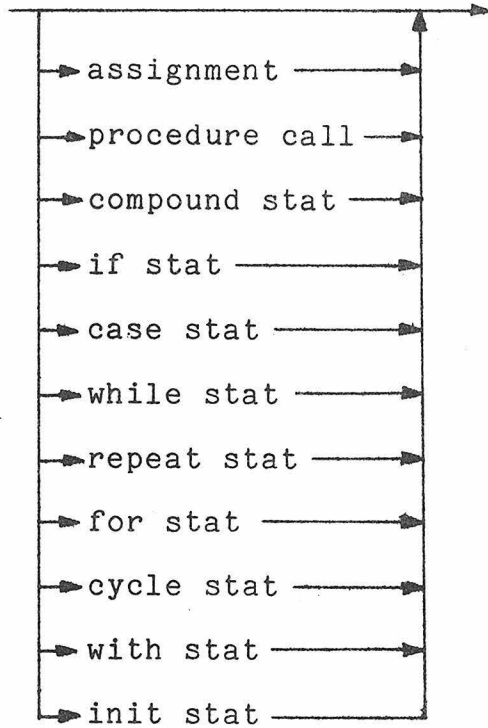 assignment
procedure call
compound stat
if stat
case stat
while stat
repeat stat
for stat
cycle stat
with stat
init stat